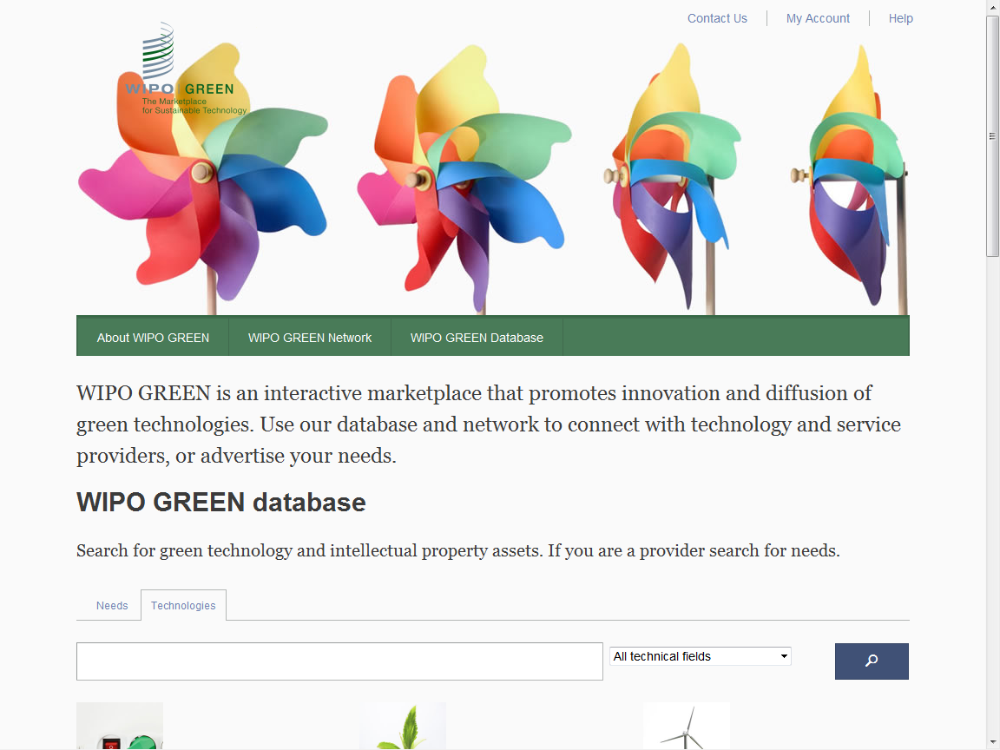 Contact Us
My Account
Help
WIPO | GREEN
The Marketplace
for Sustainable Technology
About WIPO GREEN
WIPO GREEN Network
WIPO GREEN Database
WIPO GREEN is an interactive marketplace that promotes innovation and diffusion of
green technologies. Use our database and network to connect with technology and service
providers, or advertise your needs.
WIPO GREEN database
Search for green technology and intellectual property assets. If you are a provider search for needs.
Needs
Technologies
All technical fields